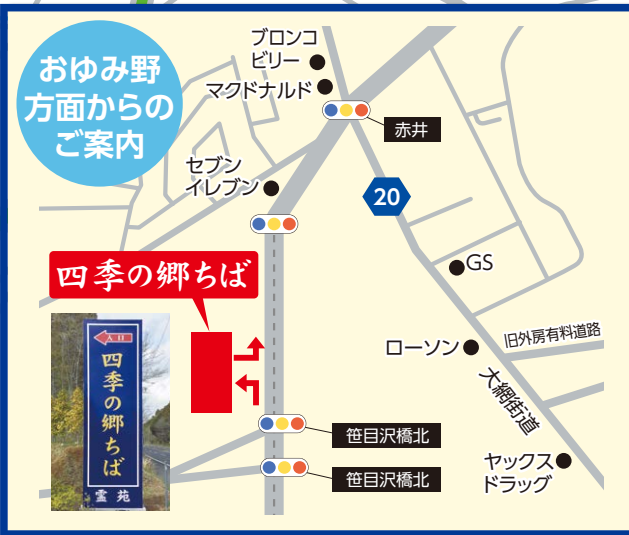 おゆみ野
方面からの
ご案内
ブロンコ
ビリー
マクドナルド
赤井
セブン
イレブン
20
四季の郷ちば
GS
旧外房有料道路
ローソン
大網街道
入口
四季の郷ちば
霊苑
笹目沢橋北
笹目沢橋北
ヤックス
ドラッグ